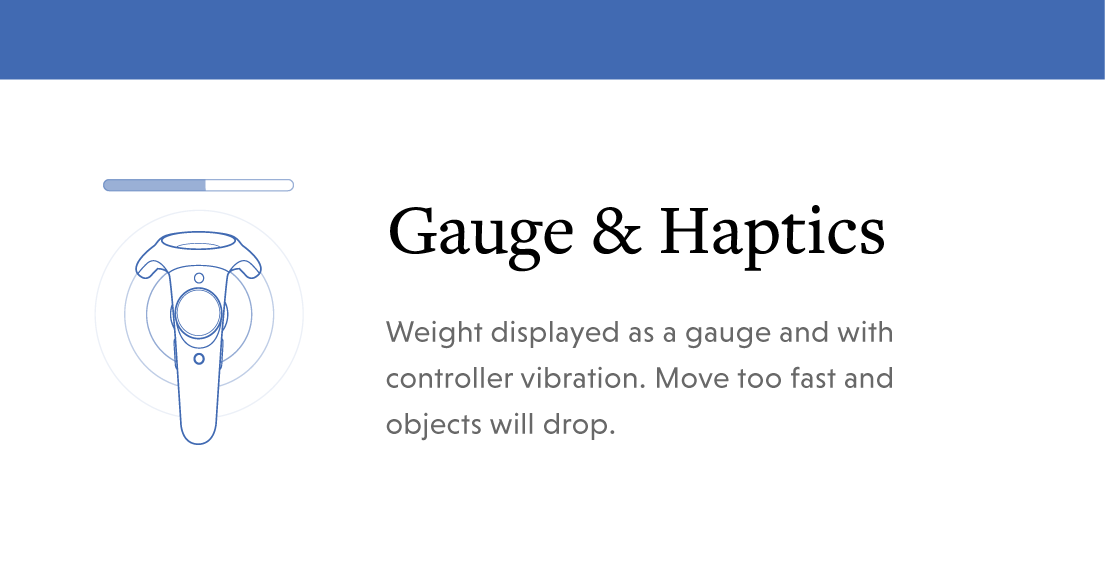 Gauge & Haptics
Weight displayed as a gauge and with
controller vibration. Move too fast and
objects will drop.